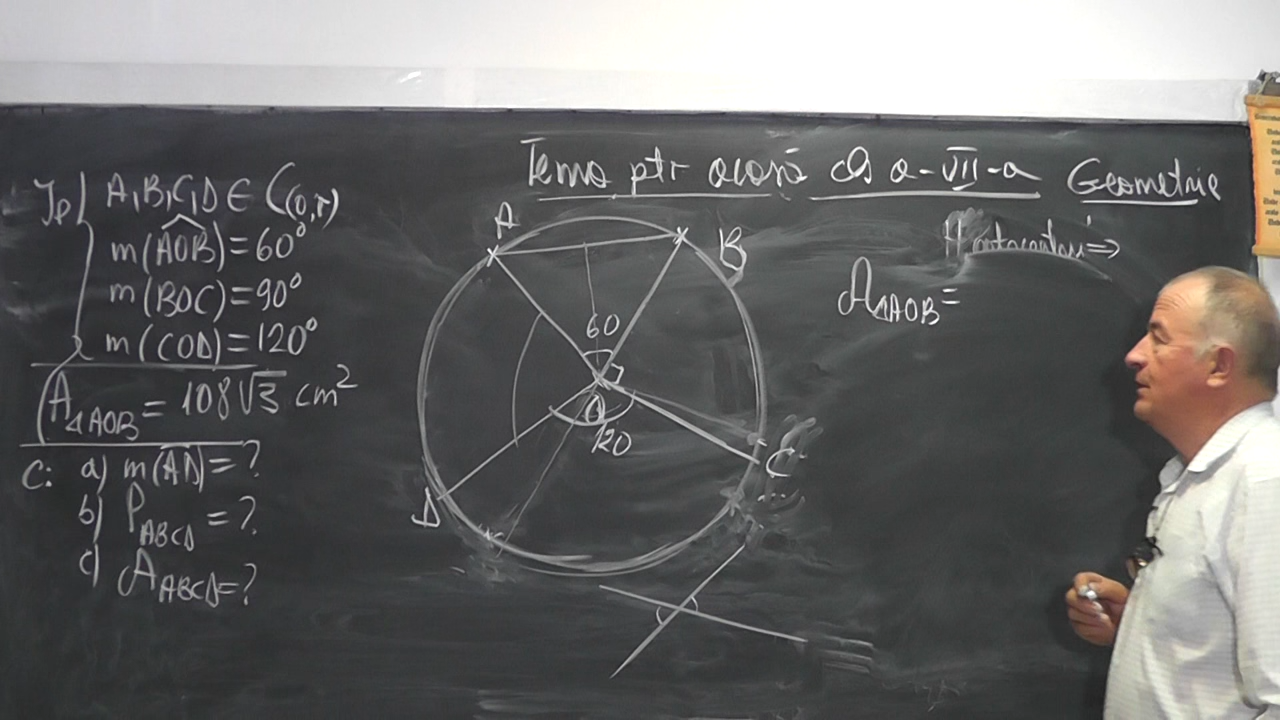 Tema ptr acasă cls a-VII-a Geometrie
Ip) A,B,C,D ∈ C(O,r)
m(AOB)=60°
m(BOC)=90°
m(COD)=120°
A△AOB = 108√3 cm²
C: a) m(AD)=?
b) PABCD=?
c) AABCD=?
A
B
60
O
120
C
D
⇒
A△AOB=